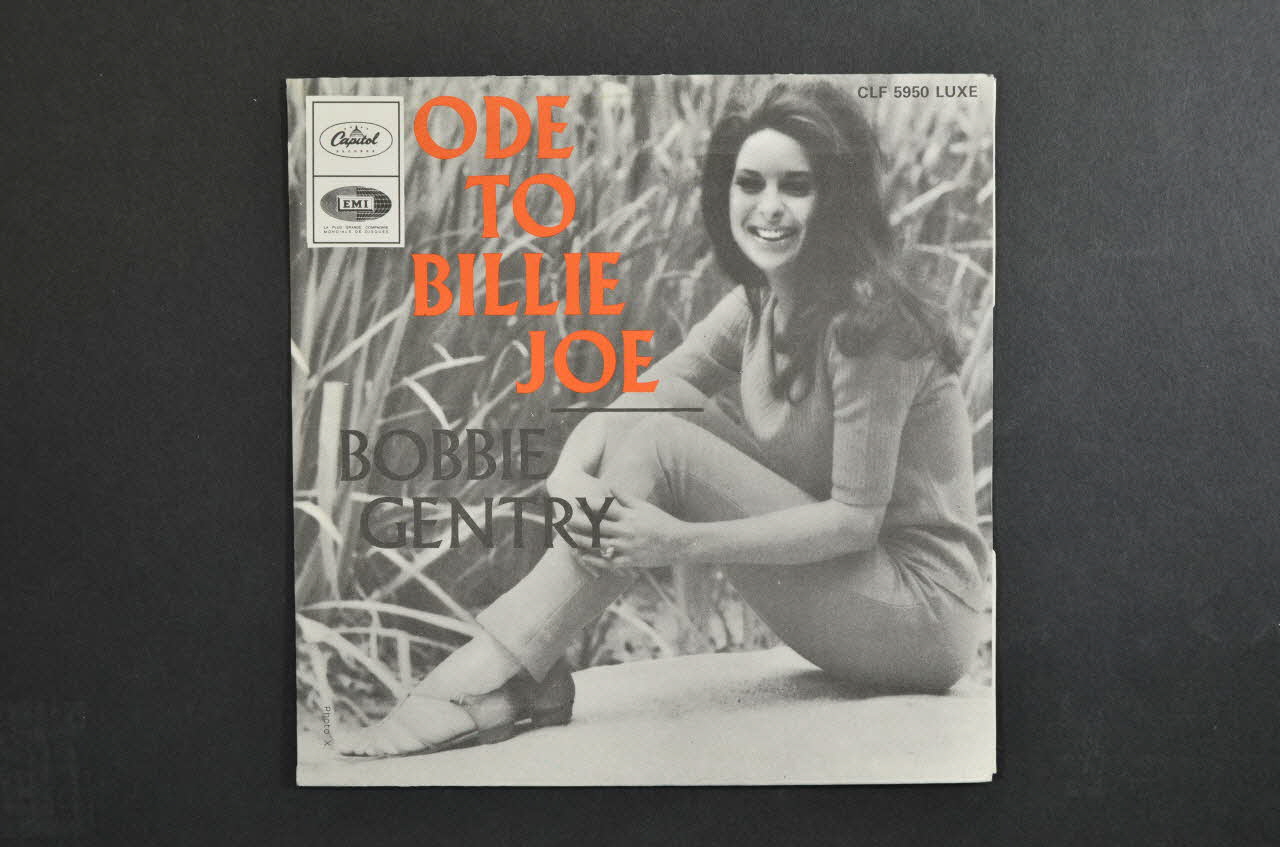 CLF 5950 LUXE
Capitol
RECORDS
EMI
LA PLUS GRANDE COMPAGNIE
MONDIALE DE DISQUES
ODE
TO
BILLIE
JOE
BOBBIE
GENTRY
Photo X